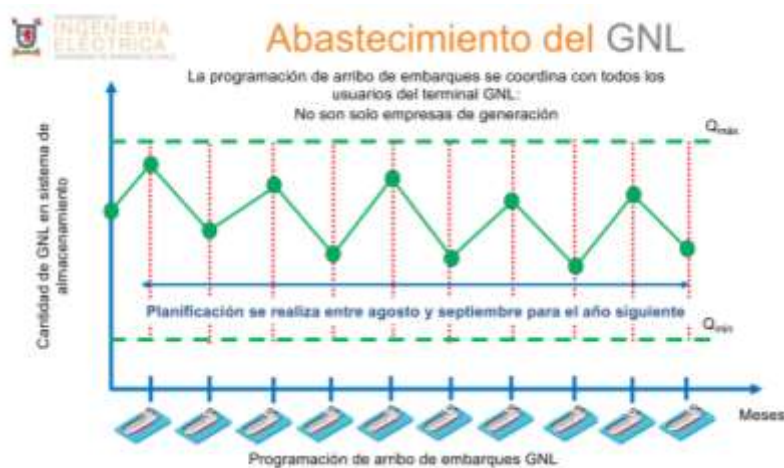 INGENIERÍA
ELÉCTRICA
Abastecimiento del GNL
La programación de arribo de embarques se coordina con todos los
usuarios del terminal GNL:
No son solo empresas de generación
Qmáx
Cantidad de GNL en sistema de
almacenamiento
Planificación se realiza entre agosto y septiembre para el año siguiente
Qmín
Meses
Programación de arribo de embarques GNL